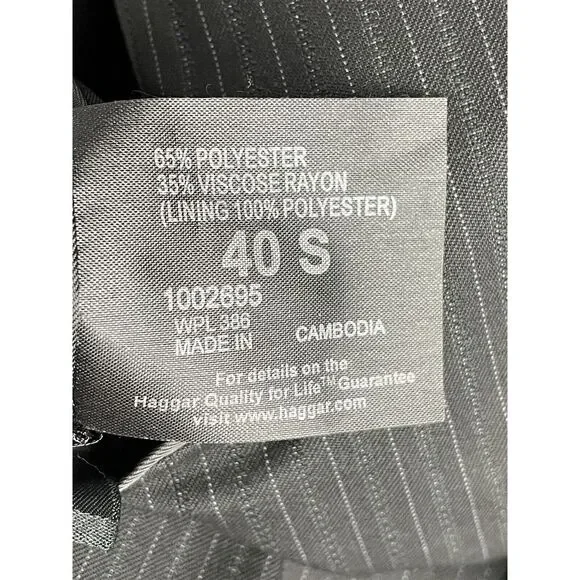 65% POLYESTER
35% VISCOSE RAYON
(LINING 100% POLYESTER)
40 S
1002695
WPL 386
MADE IN CAMBODIA
For details on the
Haggar Quality for Life™ Guarantee
visit www.haggar.com